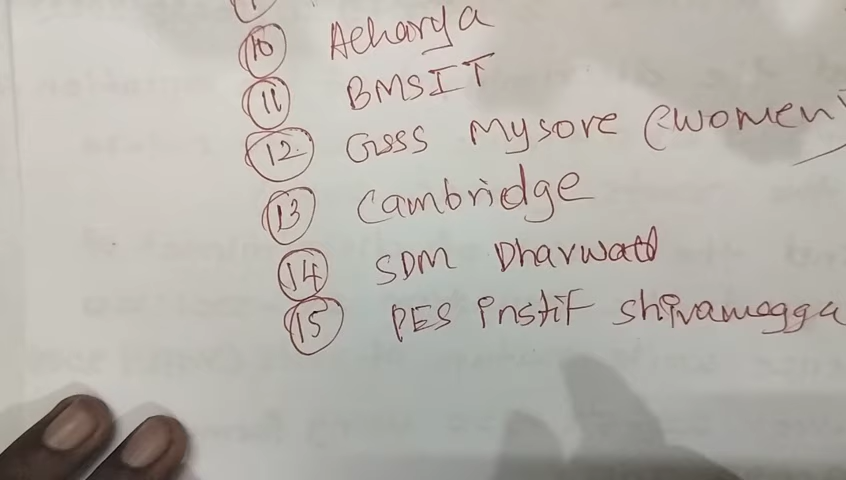 10 Acharya
11 BMSIT
12. GSSS Mysore (women)
13 Cambridge
14 SDM Dharwad
15 PES instit Shivamogga